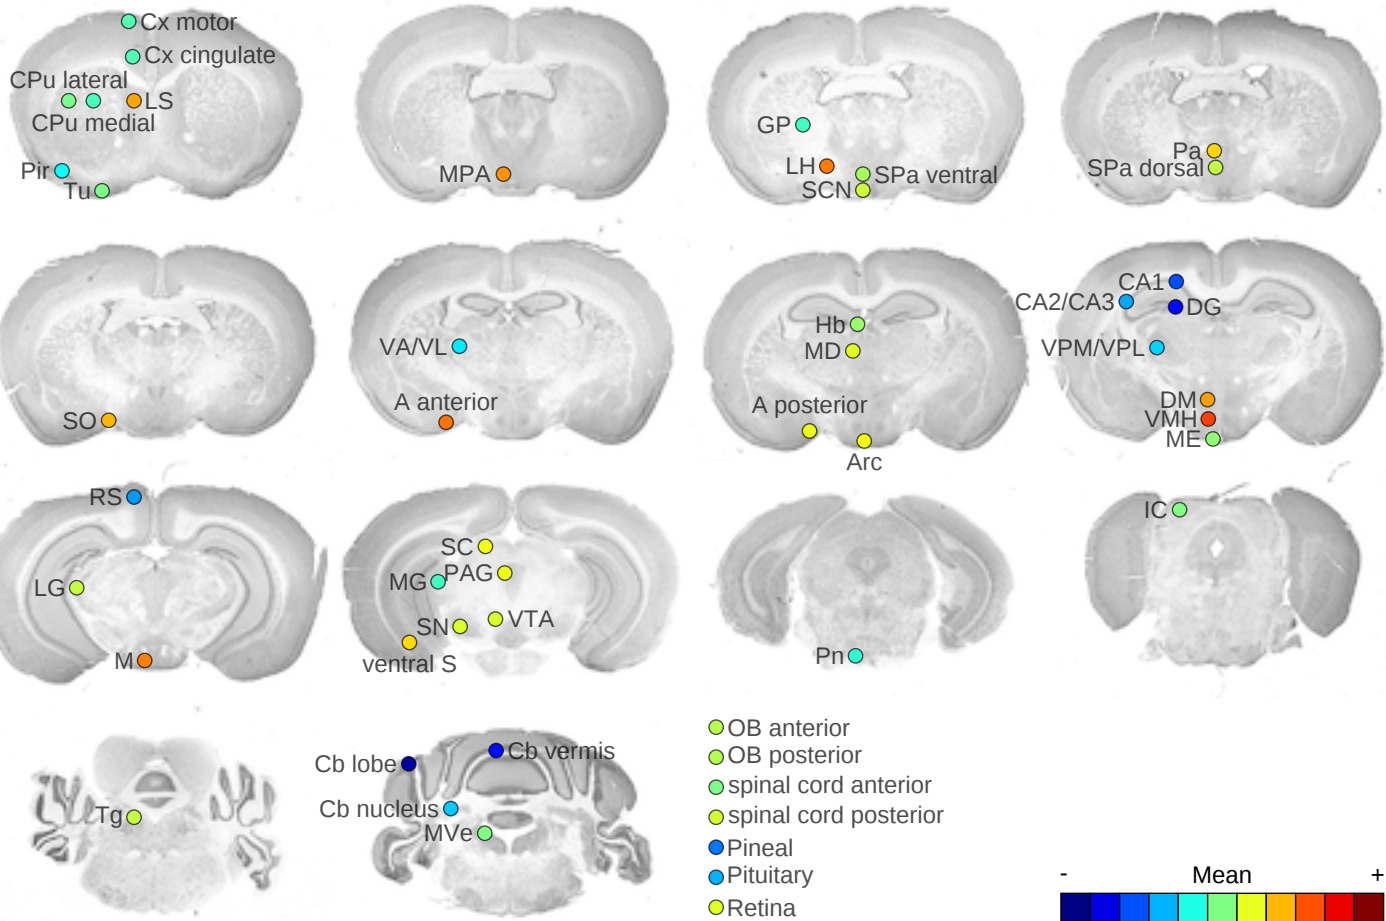 Cx motor
Cx cingulate
CPu lateral
LS
CPu medial
Pir
Tu
MPA
GP
LH
SPa ventral
SCN
Pa
SPa dorsal
SO
VA/VL
A anterior
Hb
MD
A posterior
Arc
CA1
CA2/CA3
DG
VPM/VPL
DM
VMH
ME
RS
LG
M
SC
MG
PAG
SN
VTA
ventral S
Pn
IC
Tg
Cb lobe
Cb vermis
Cb nucleus
MVe
OB anterior
OB posterior
spinal cord anterior
spinal cord posterior
Pineal
Pituitary
Retina
- Mean +